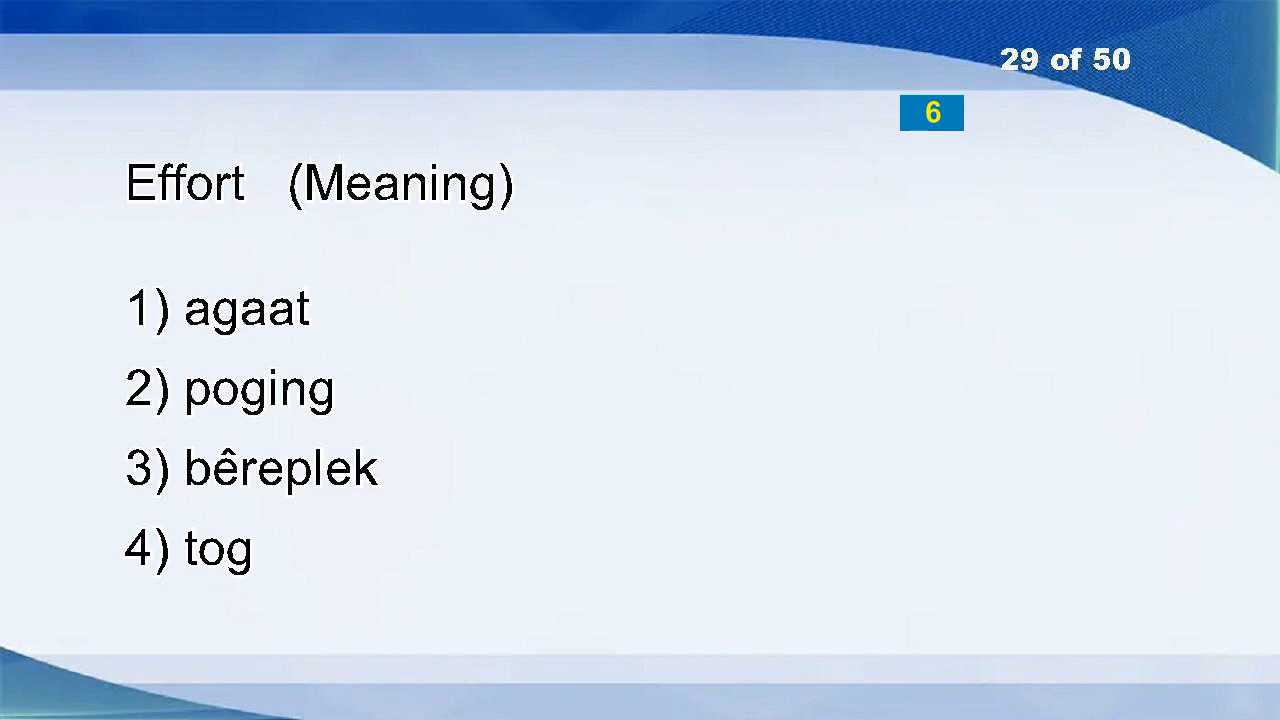 29 of 50
6
Effort (Meaning)
1) agaat
2) poging
3) bêreplek
4) tog